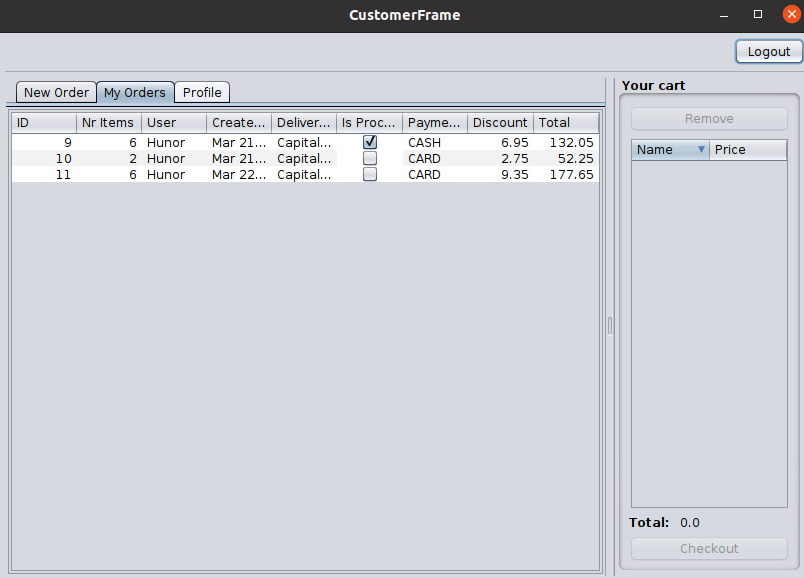 CustomerFrame
Logout
New Order My Orders Profile
ID Nr Items User Create... Deliver... Is Proc... Payme... Discount Total
9 6 Hunor Mar 21... Capital... CASH 6.95 132.05
10 2 Hunor Mar 21... Capital... CARD 2.75 52.25
11 6 Hunor Mar 22... Capital... CARD 9.35 177.65
Your cart
Remove
Name Price
Total: 0.0
Checkout